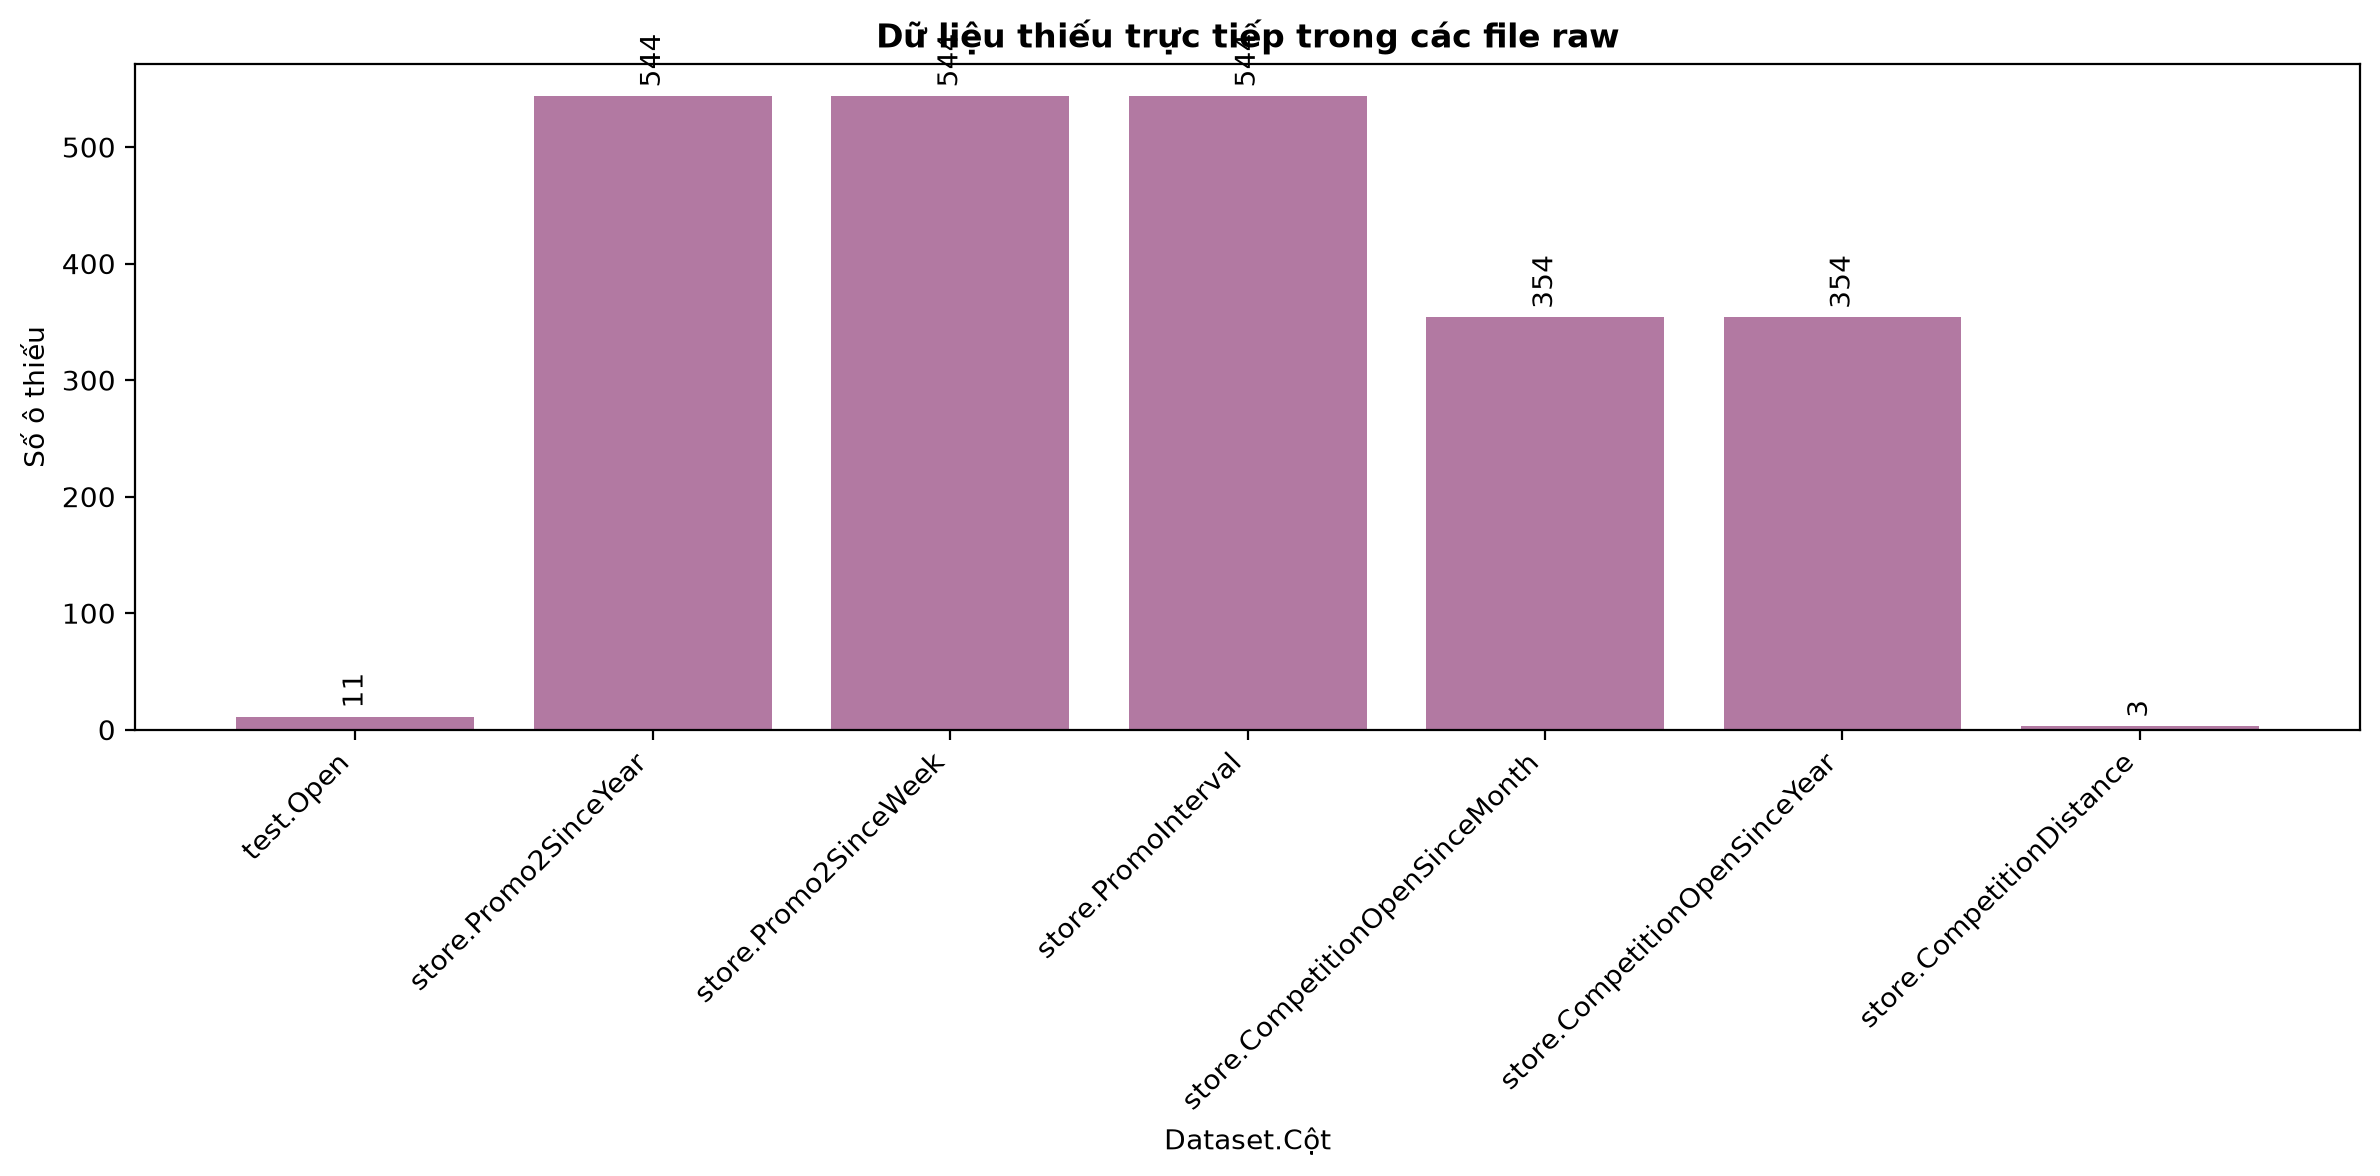 Dữ liệu thiếu trực tiếp trong các file raw
544
544
544
354
354
11
3
Số ô thiếu
500
400
300
200
100
0
test.Open
store.Promo2SinceYear
store.Promo2SinceWeek
store.PromoInterval
store.CompetitionOpenSinceMonth
store.CompetitionOpenSinceYear
store.CompetitionDistance
Dataset.Cột